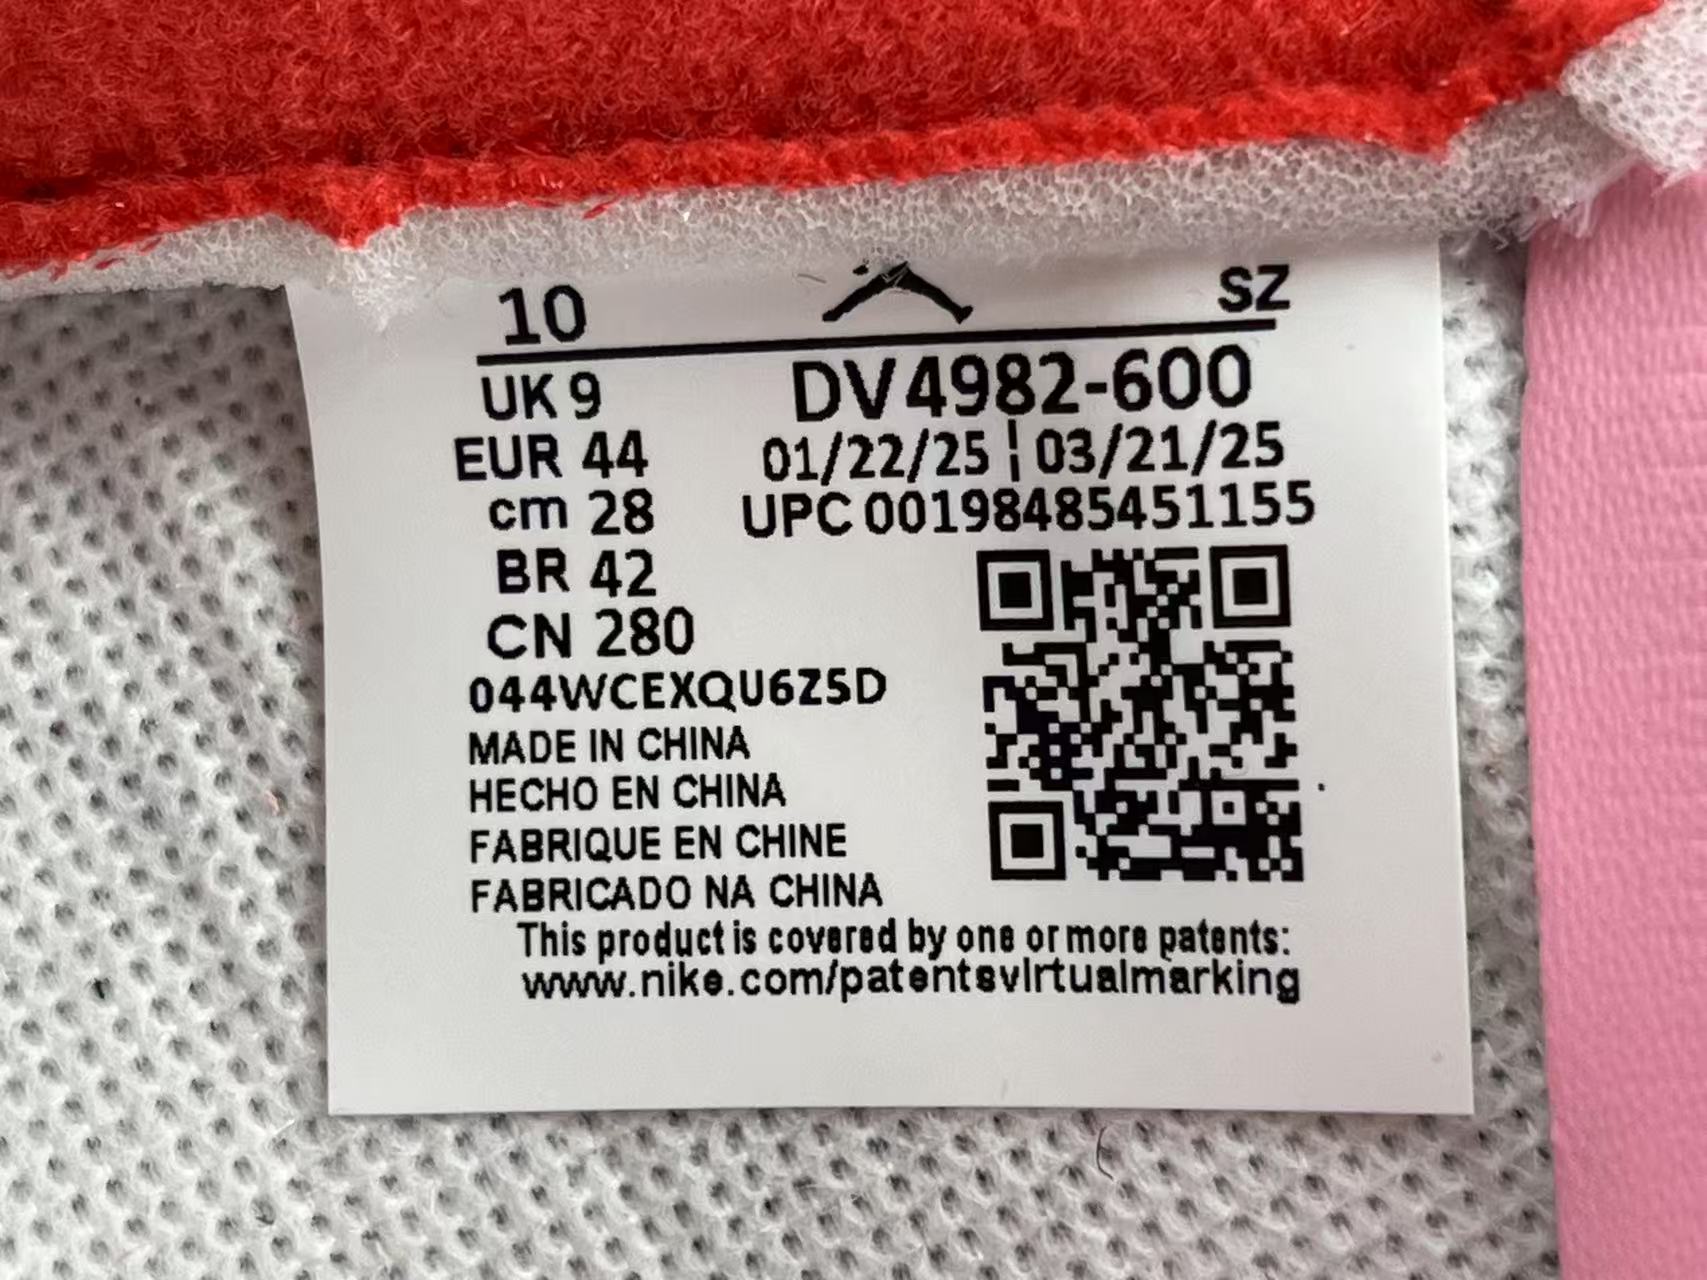 10 SZ
UK 9 DV4982-600
EUR 44 01/22/25 ¦ 03/21/25
cm 28 UPC 00198485451155
BR 42
CN 280
044WCEXQU6Z5D
MADE IN CHINA
HECHO EN CHINA
FABRIQUE EN CHINE
FABRICADO NA CHINA
This product is covered by one or more patents:
www.nike.com/patentsvirtualmarking